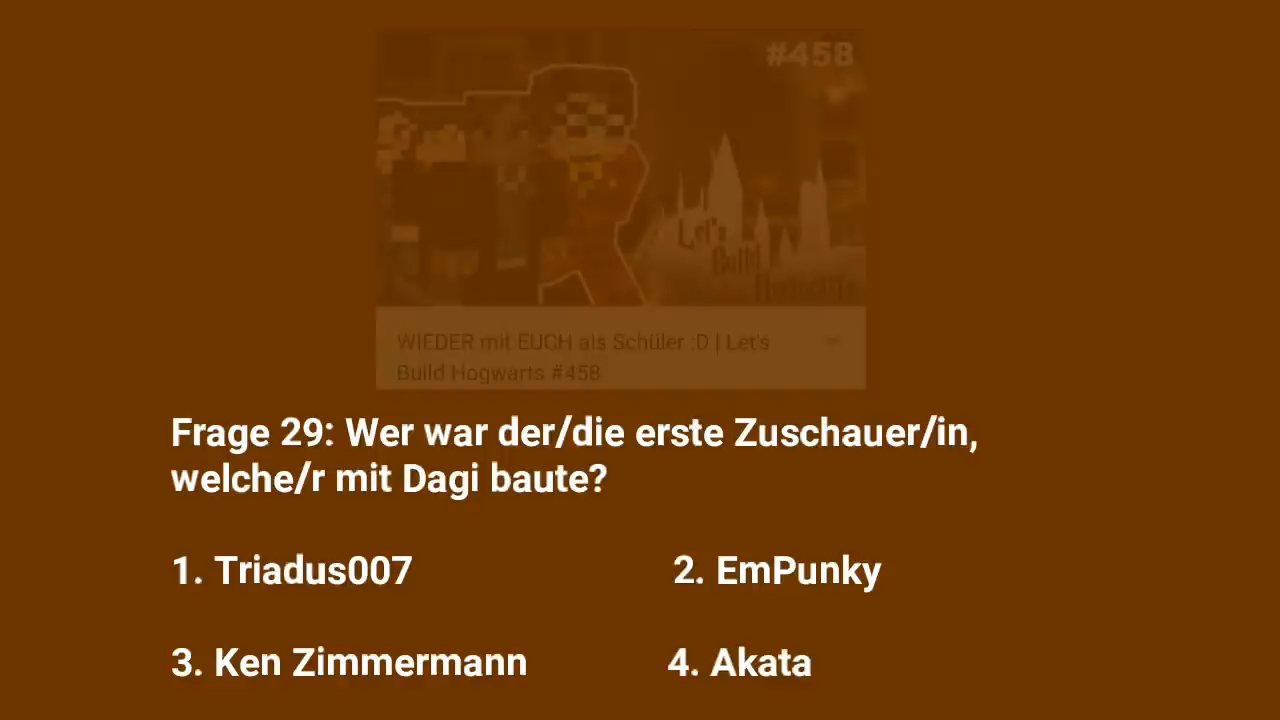 #458
Let's
Build
WIEDER mit EUCH als Schüler :D | Let's
Build Hogwarts #458
Frage 29: Wer war der/die erste Zuschauer/in,
welche/r mit Dagi baute?
1. Triadus007 2. EmPunky
3. Ken Zimmermann 4. Akata